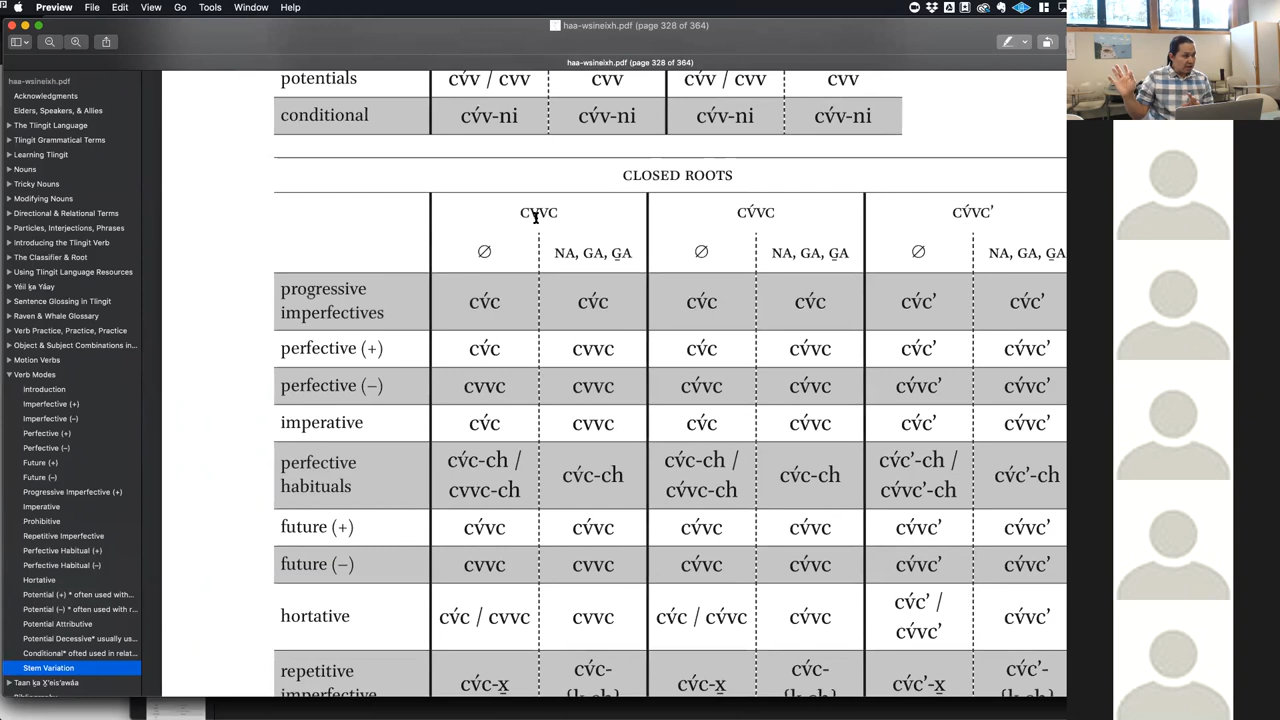 Preview File Edit View Go Tools Window Help
haa-wsineixh.pdf (page 328 of 364)
haa-wsineixh.pdf (page 328 of 364)
haa-wsineixh.pdf
Acknowledgments
Elders, Speakers, & Allies
The Tlingit Language
Tlingit Grammatical Terms
Learning Tlingit
Nouns
Tricky Nouns
Modifying Nouns
Directional & Relational Terms
Particles, Interjections, Phrases
Introducing the Tlingit Verb
The Classifier & Root
Using Tlingit Language Resources
Yéil ḵa Yáay
Sentence Glossing in Tlingit
Raven & Whale Glossary
Verb Practice, Practice, Practice
Object & Subject Combinations in...
Motion Verbs
Verb Modes
Introduction
Imperfective (+)
Imperfective (–)
Perfective (+)
Perfective (–)
Future (+)
Future (–)
Progressive Imperfective (+)
Imperative
Prohibitive
Repetitive Imperfective
Perfective Habitual (+)
Perfective Habitual (–)
Hortative
Potential (+) * often used with...
Potential (–) * often used with r...
Potential Attributive
Potential Decessive* usually us...
Conditional* ofted used in relat...
Stem Variation
Taan ḵa X̱'eis'awáa
potentials cv́v / cvv cvv cv́v / cvv cvv
conditional cv́v-ni cv́v-ni cv́v-ni cv́v-ni
CLOSED ROOTS
CVVC CV́VC CV́VC’
∅ NA, GA, G̱A ∅ NA, GA, G̱A ∅ NA, GA, G̱A
progressive
imperfectives cv́c cv́c cv́c cv́c cv́c’ cv́c’
perfective (+) cv́c cvvc cv́c cv́vc cv́c’ cv́vc’
perfective (–) cvvc cvvc cv́vc cv́vc cv́vc’ cv́vc’
imperative cv́c cvvc cv́c cv́vc cv́c’ cv́vc’
perfective
habituals cv́c-ch / cvvc-ch cv́c-ch cv́c-ch / cv́vc-ch cv́c-ch cv́c’-ch / cv́vc’-ch cv́c’-ch
future (+) cv́vc cv́vc cv́vc cv́vc cv́vc’ cv́vc’
future (–) cvvc cvvc cv́vc cv́vc cv́vc’ cv́vc’
hortative cv́c / cvvc cvvc cv́c / cv́vc cv́vc cv́c’ / cv́vc’ cv́vc’
repetitive
imperfective cv́c-x̱ cv́c- cv́c-x̱ cv́c- cv́c’-x̱ cv́c’-